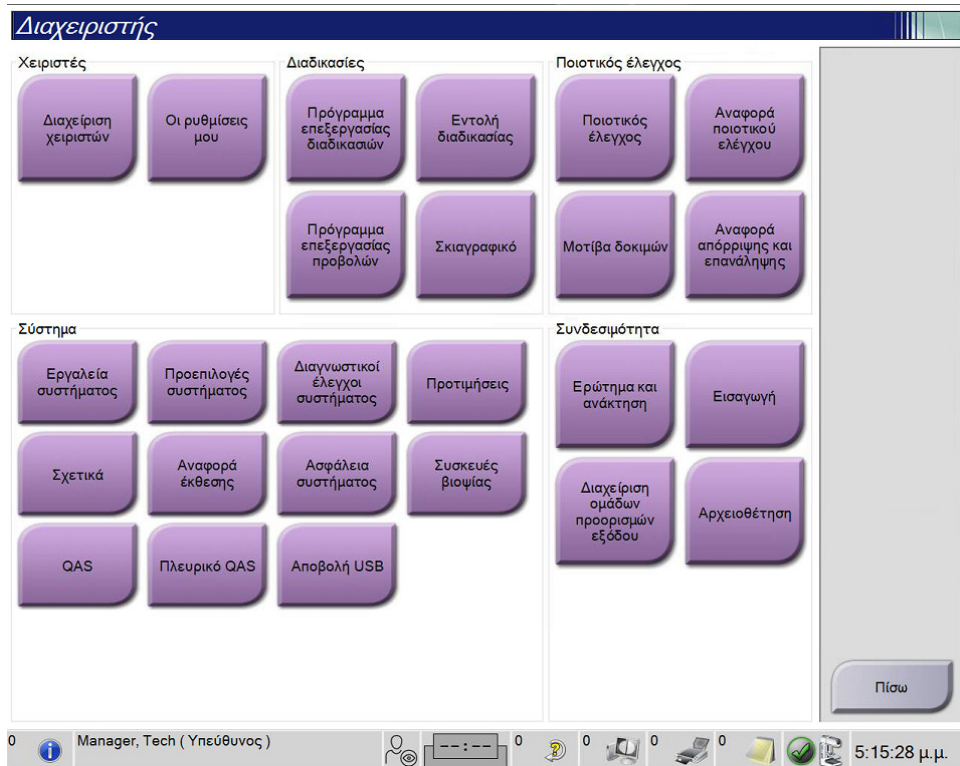 Διαχειριστής
Χειριστές
Διαχείριση
χειριστών
Οι ρυθμίσεις
μου
Διαδικασίες
Πρόγραμμα
επεξεργασίας
διαδικασιών
Εντολή
διαδικασίας
Πρόγραμμα
επεξεργασίας
προβολών
Σκιαγραφικό
Ποιοτικός έλεγχος
Ποιοτικός
έλεγχος
Αναφορά
ποιοτικού
ελέγχου
Μοτίβα δοκιμών
Αναφορά
απόρριψης και
επανάληψης
Σύστημα
Εργαλεία
συστήματος
Προεπιλογές
συστήματος
Διαγνωστικοί
έλεγχοι
συστήματος
Προτιμήσεις
Σχετικά
Αναφορά
έκθεσης
Ασφάλεια
συστήματος
Συσκευές
βιοψίας
QAS
Πλευρικό QAS
Αποβολή USB
Συνδεσιμότητα
Ερώτημα και
ανάκτηση
Εισαγωγή
Διαχείριση
ομάδων
προορισμών
εξόδου
Αρχειοθέτηση
Πίσω
0 Manager, Tech ( Υπεύθυνος ) --:-- 0 0 0 0 5:15:28 μ.μ.